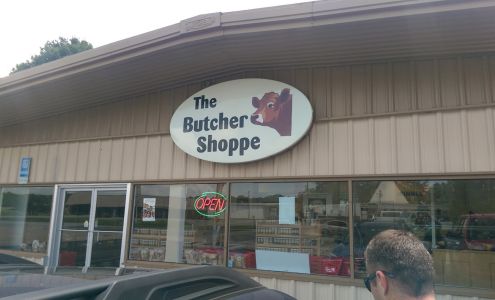 The
Butcher
Shoppe
OPEN